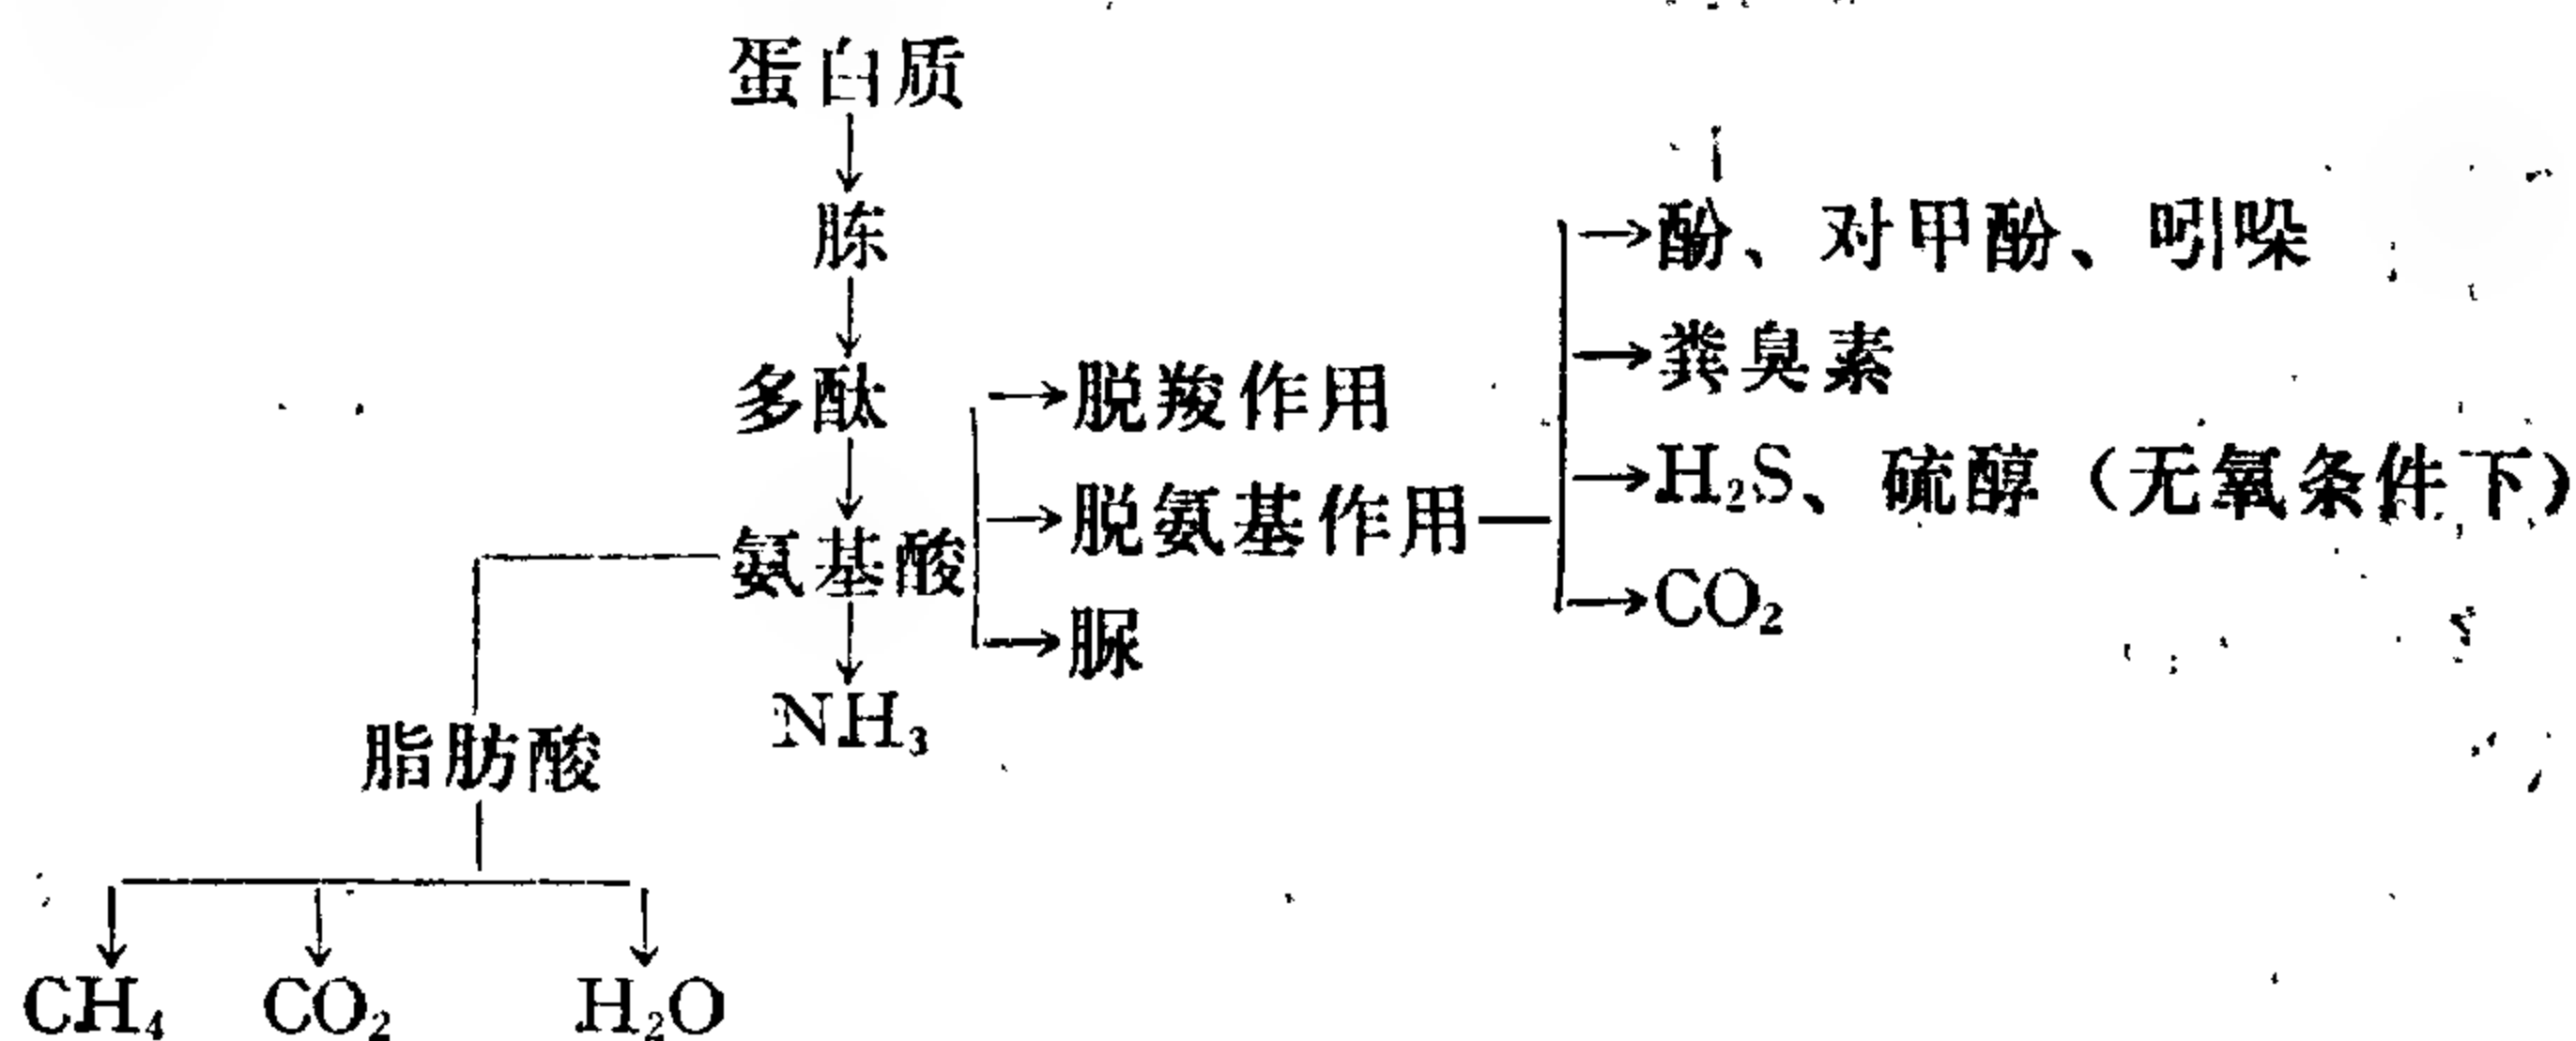 蛋白质
胨
多酞
氨基酸
NH₃
脱羧作用
脱氨基作用
脲
酚、对甲酚、吲哚
粪臭素
H₂S、硫醇（无氧条件下）
CO₂
脂肪酸
CH₄ CO₂ H₂O